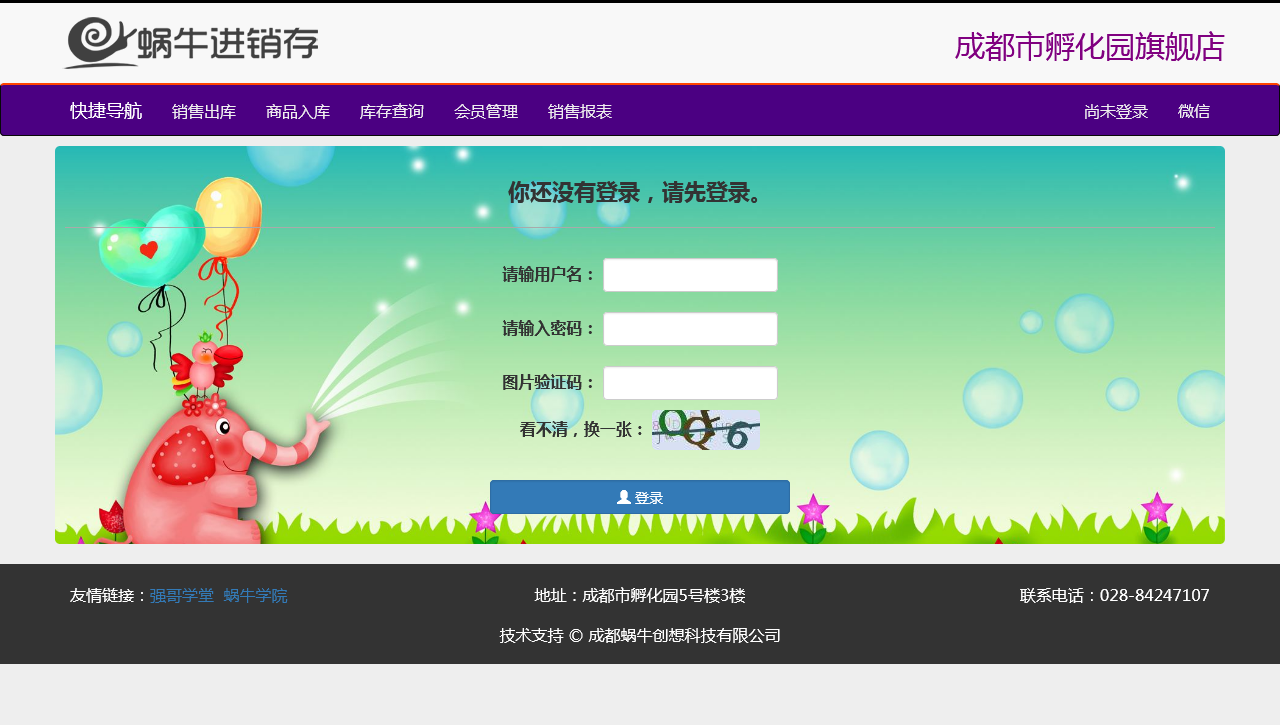 蜗牛进销存
成都市孵化园旗舰店
快捷导航 销售出库 商品入库 库存查询 会员管理 销售报表 尚未登录 微信
你还没有登录，请先登录。
请输用户名：
请输入密码：
图片验证码：
看不清，换一张：
登录
友情链接：强哥学堂 蜗牛学院 地址：成都市孵化园5号楼3楼 联系电话：028-84247107
技术支持 © 成都蜗牛创想科技有限公司